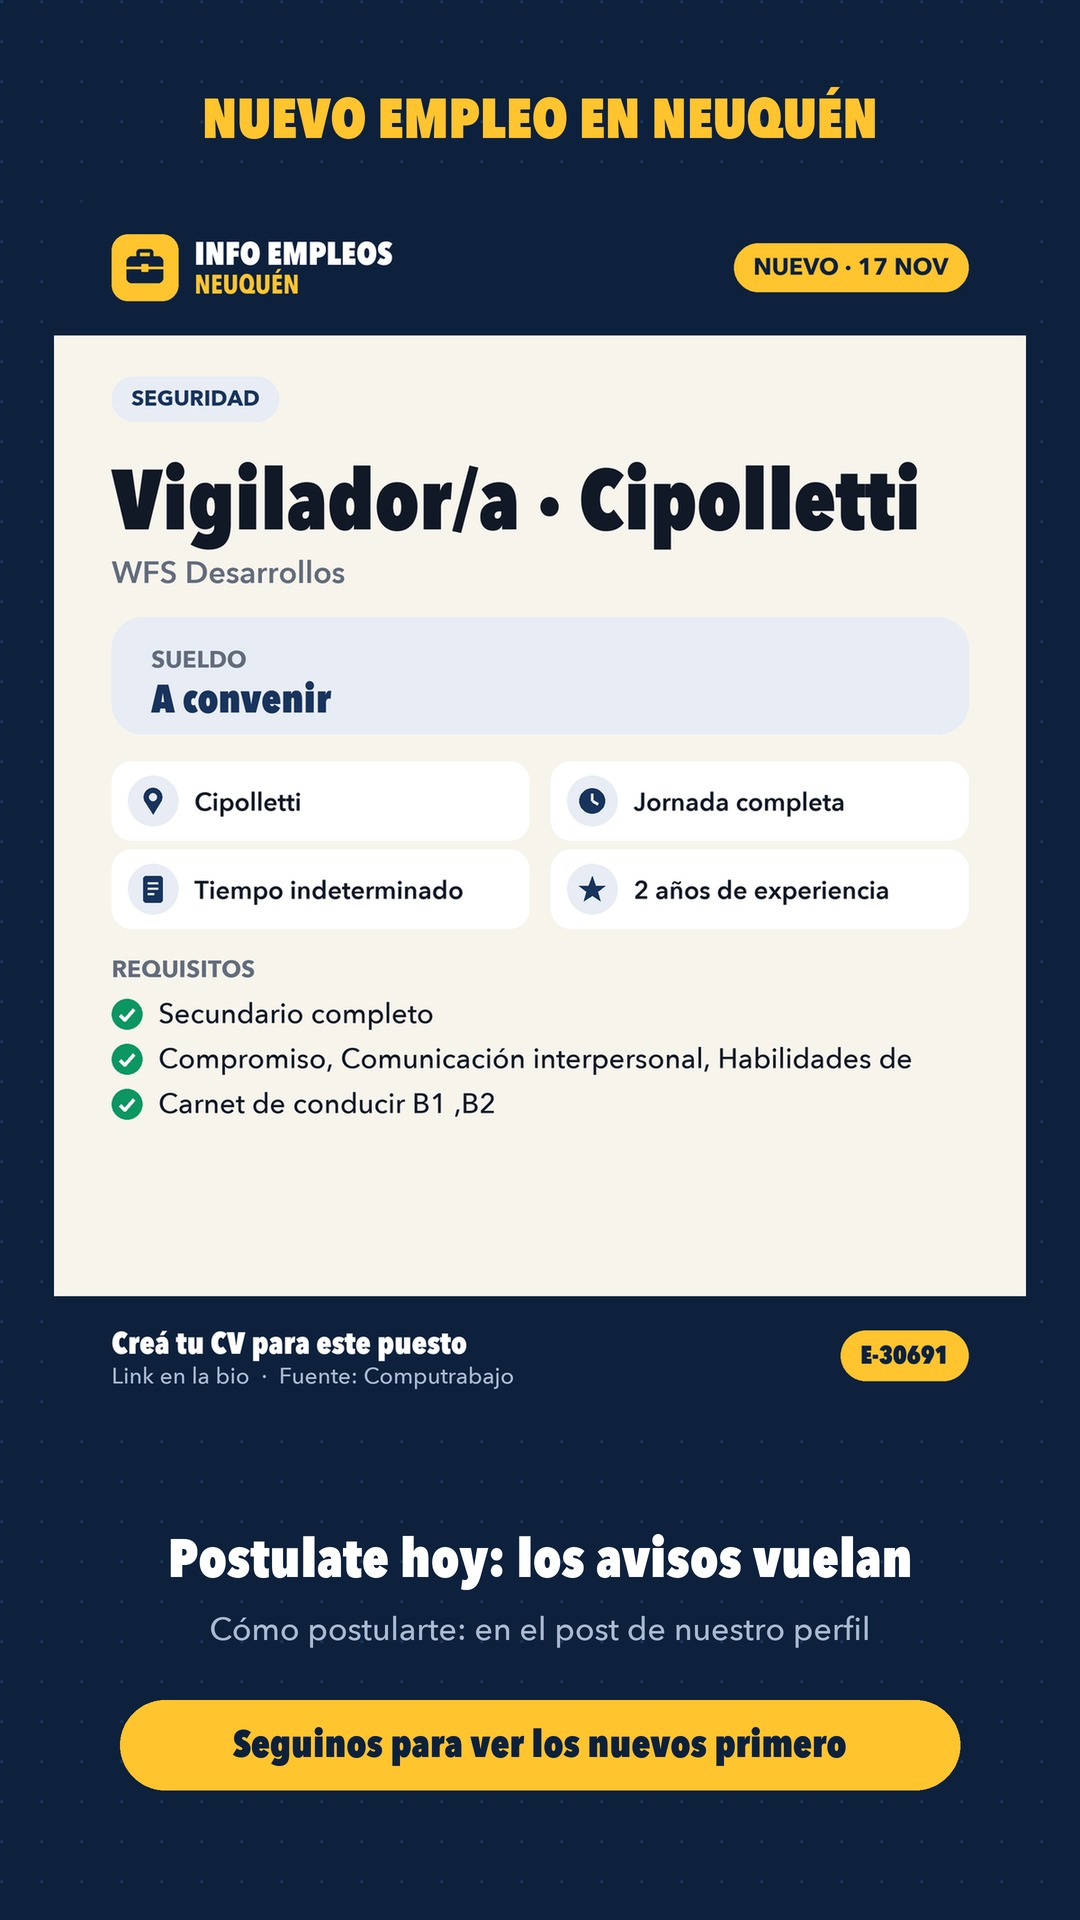 NUEVO EMPLEO EN NEUQUÉN
INFO EMPLEOS
NEUQUÉN
NUEVO · 17 NOV
SEGURIDAD
Vigilador/a · Cipolletti
WFS Desarrollos
SUELDO
A convenir
Cipolletti
Jornada completa
Tiempo indeterminado
2 años de experiencia
REQUISITOS
Secundario completo
Compromiso, Comunicación interpersonal, Habilidades de
Carnet de conducir B1 ,B2
Creá tu CV para este puesto
Link en la bio · Fuente: Computrabajo
E-30691
Postulate hoy: los avisos vuelan
Cómo postularte: en el post de nuestro perfil
Seguinos para ver los nuevos primero